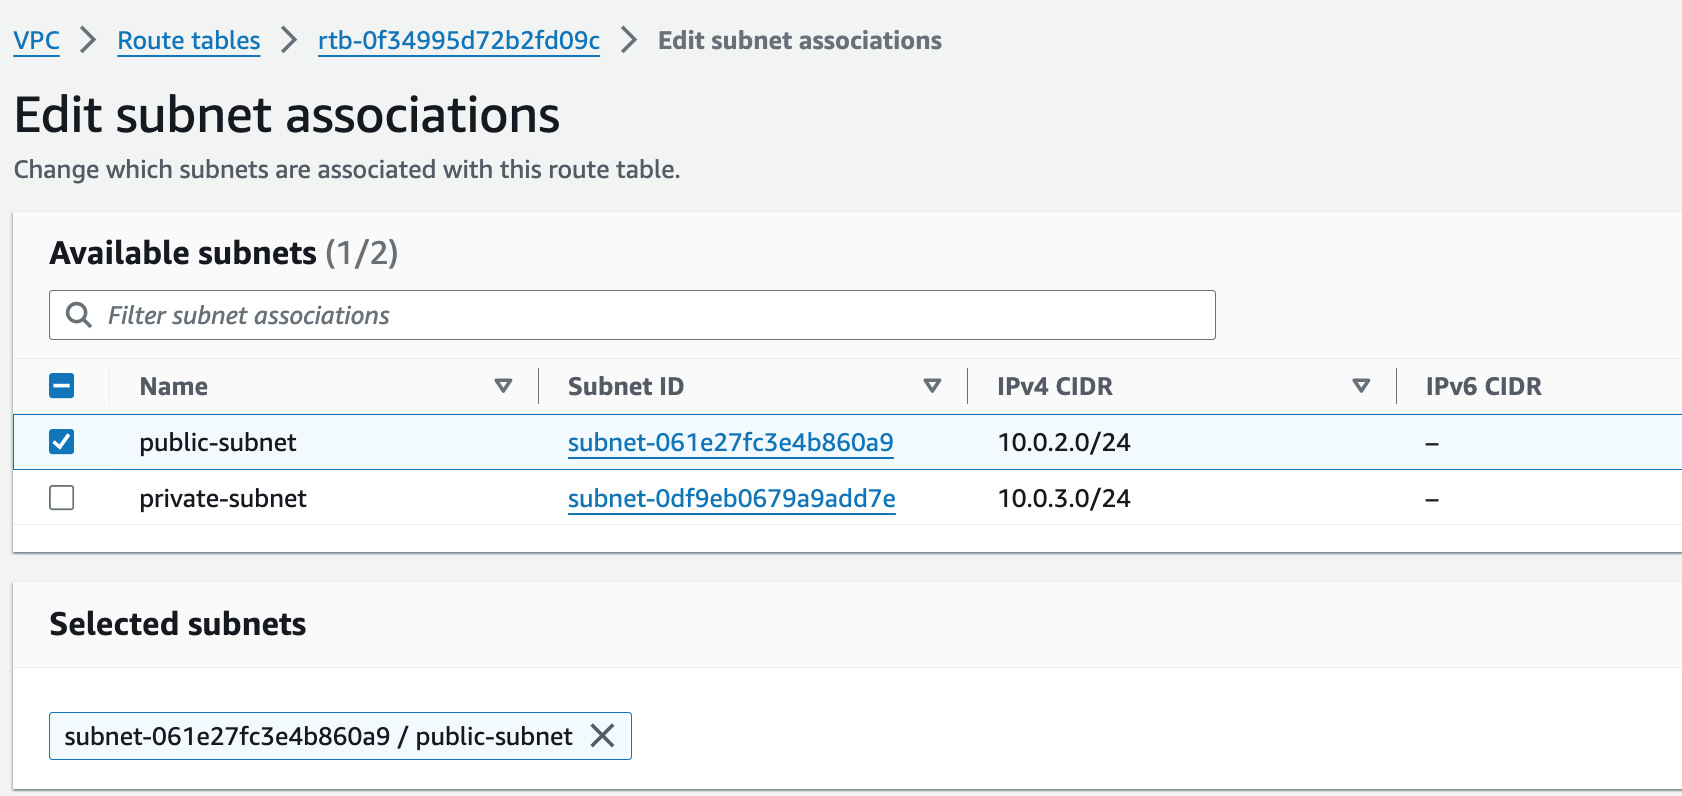 VPC > Route tables > rtb-0f34995d72b2fd09c > Edit subnet associations
Edit subnet associations
Change which subnets are associated with this route table.
Available subnets (1/2)
Filter subnet associations
Name Subnet ID IPv4 CIDR IPv6 CIDR
public-subnet subnet-061e27fc3e4b860a9 10.0.2.0/24 –
private-subnet subnet-0df9eb0679a9add7e 10.0.3.0/24 –
Selected subnets
subnet-061e27fc3e4b860a9 / public-subnet